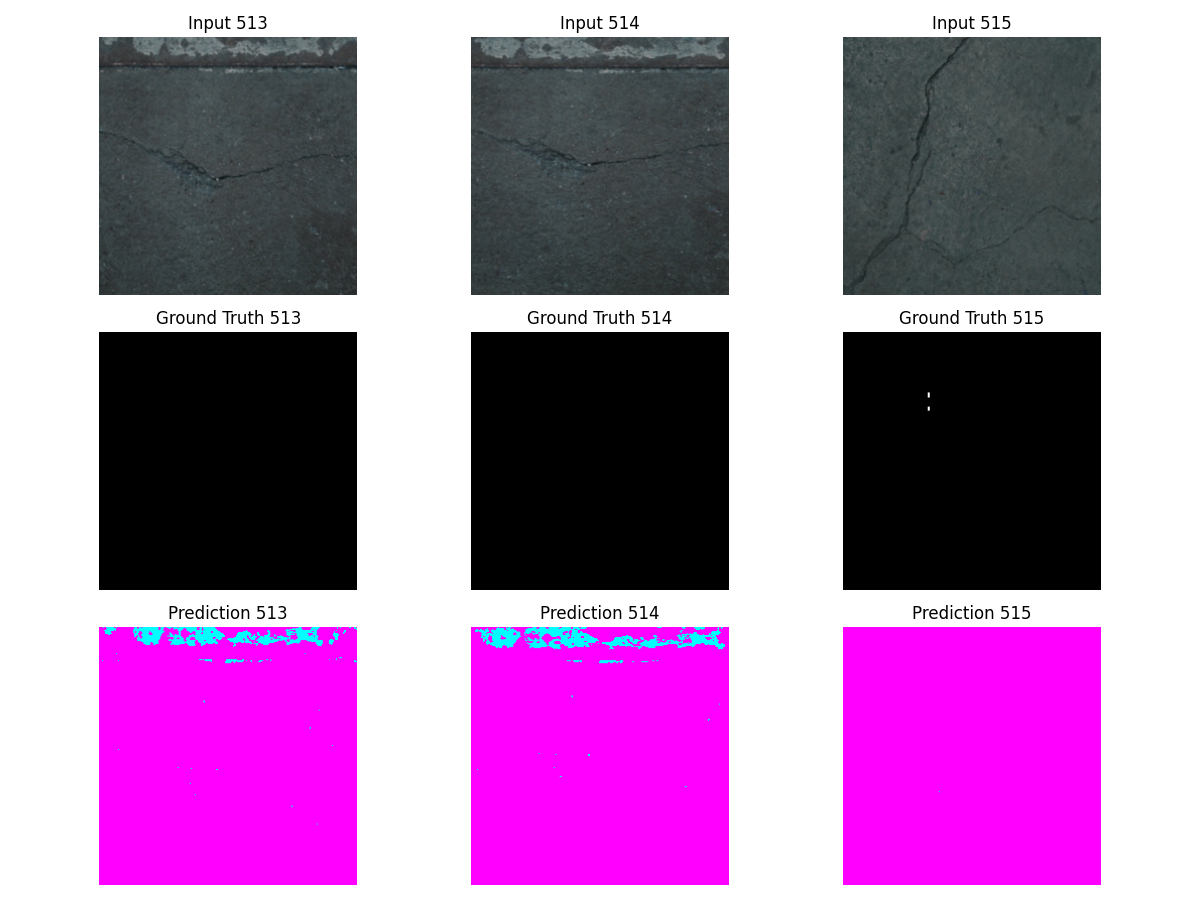 Input 513
Input 514
Input 515
Ground Truth 513
Ground Truth 514
Ground Truth 515
Prediction 513
Prediction 514
Prediction 515